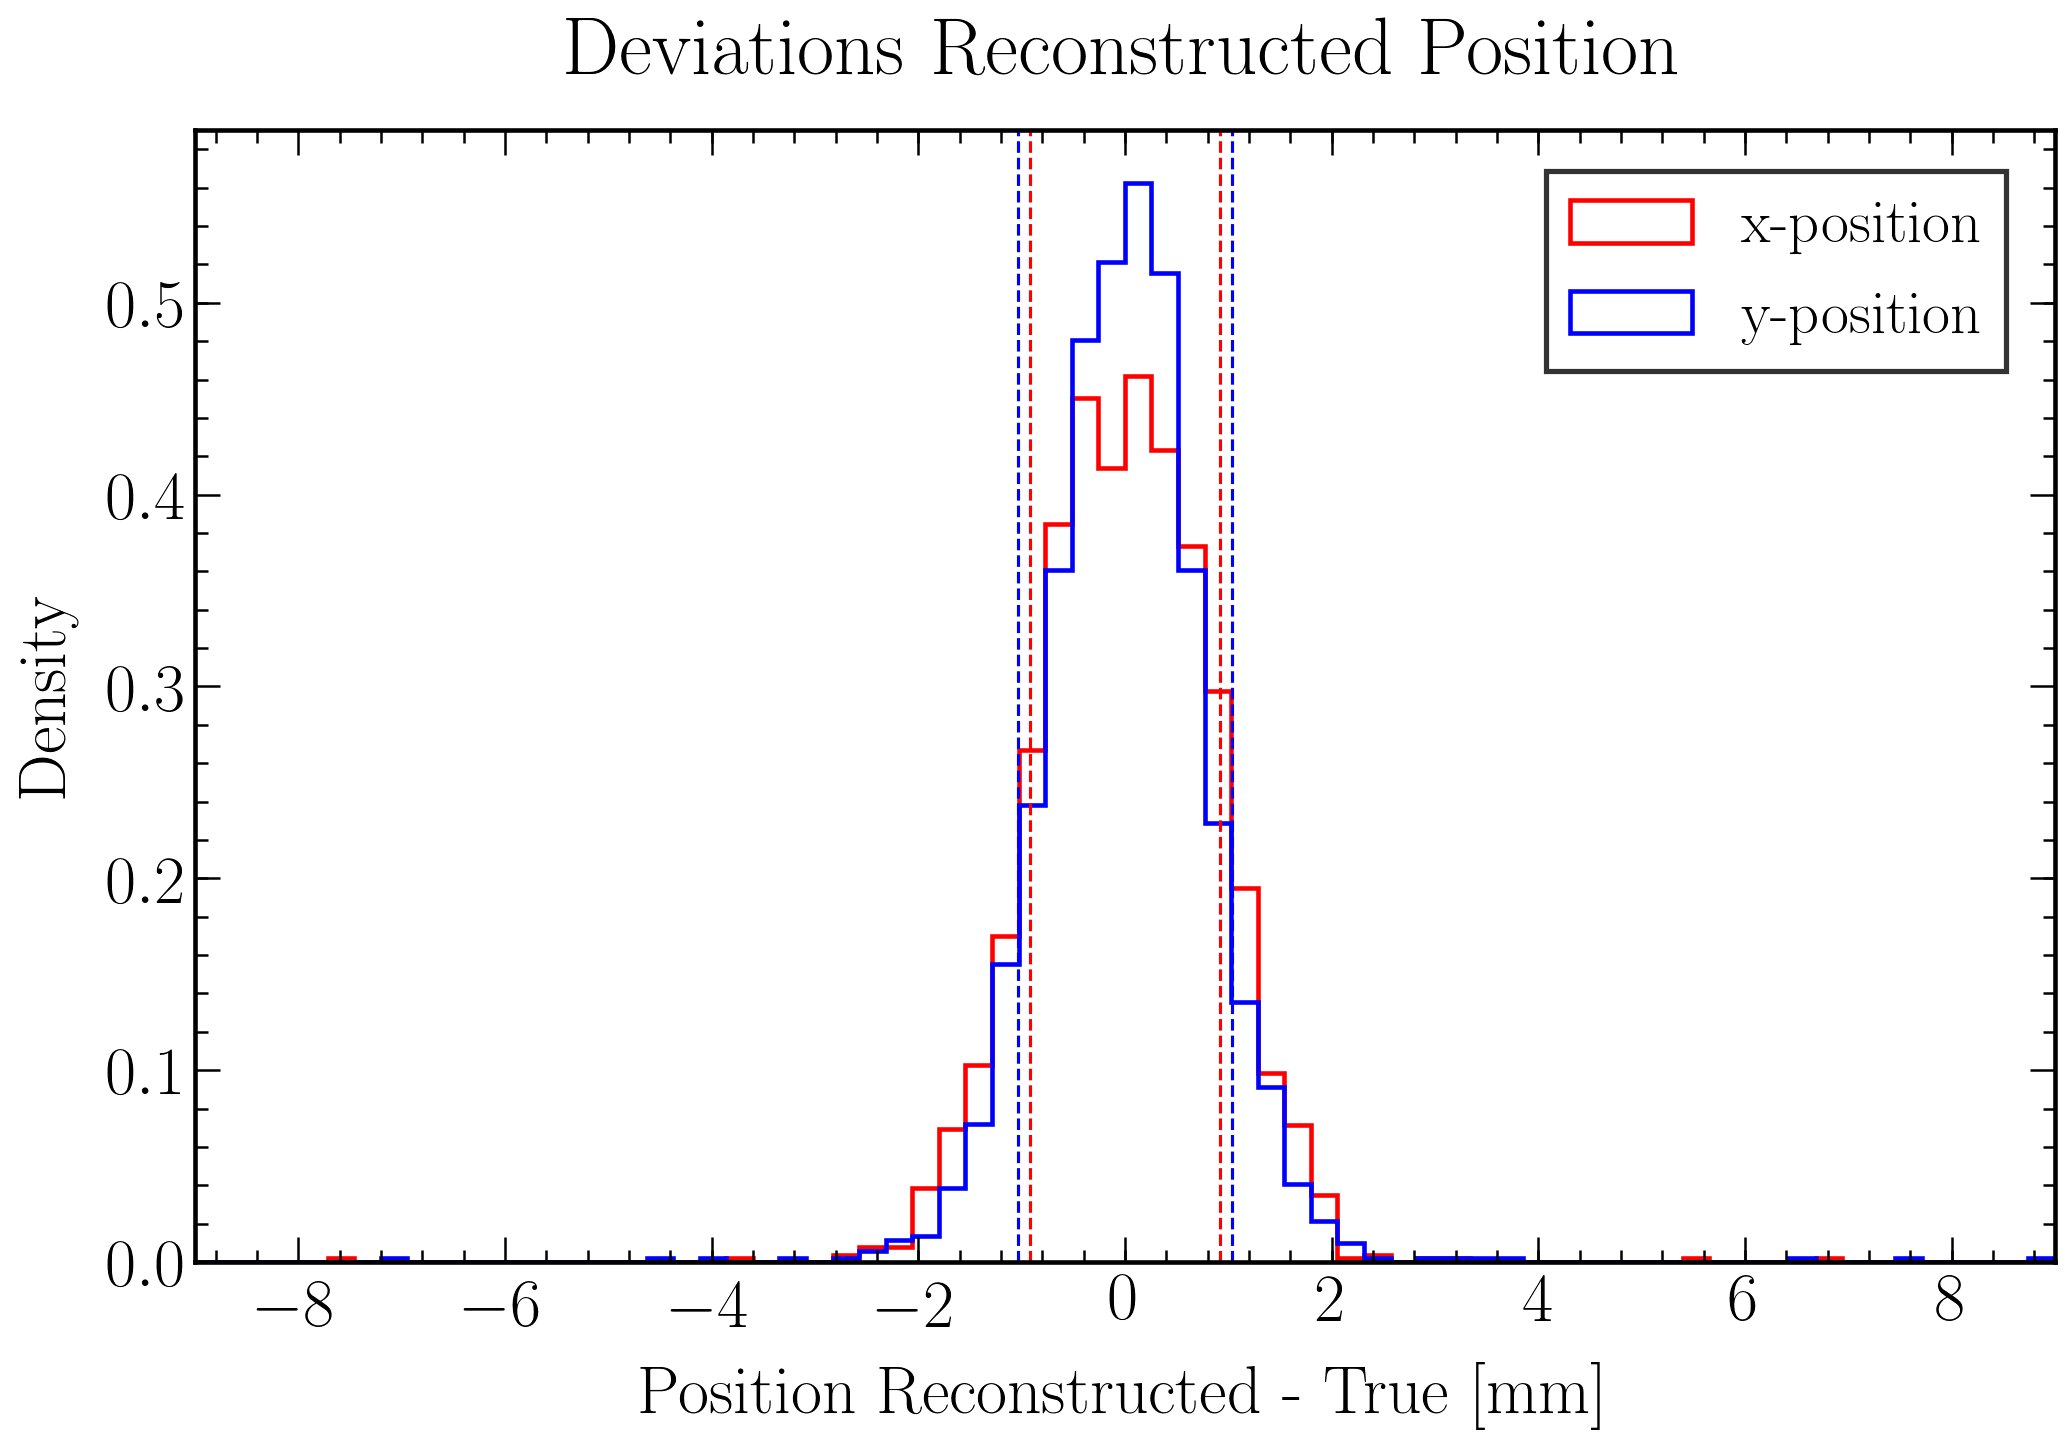 Deviations Reconstructed Position
x-position
y-position
Density
0.5
0.4
0.3
0.2
0.1
0.0
−8 −6 −4 −2 0 2 4 6 8
Position Reconstructed - True [mm]